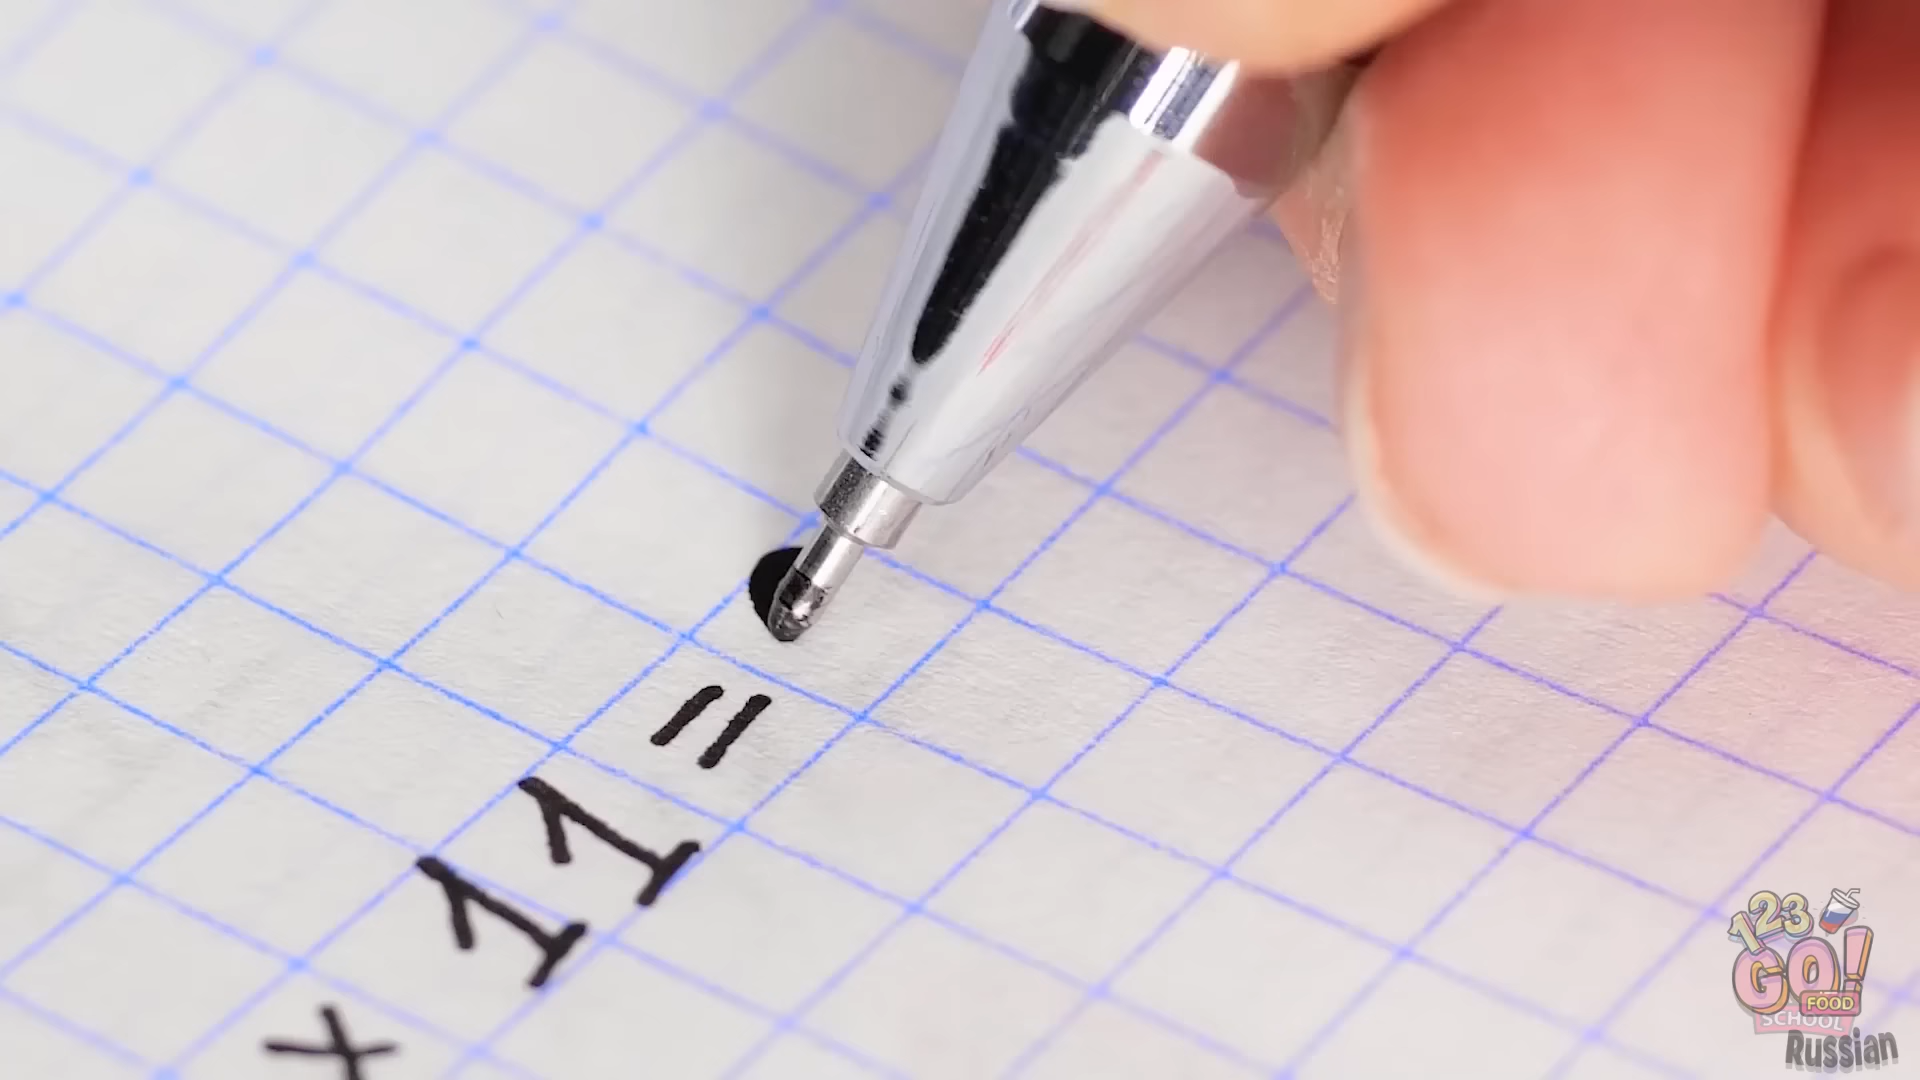 x 11 =
123
GO!
FOOD
SCHOOL
Russian